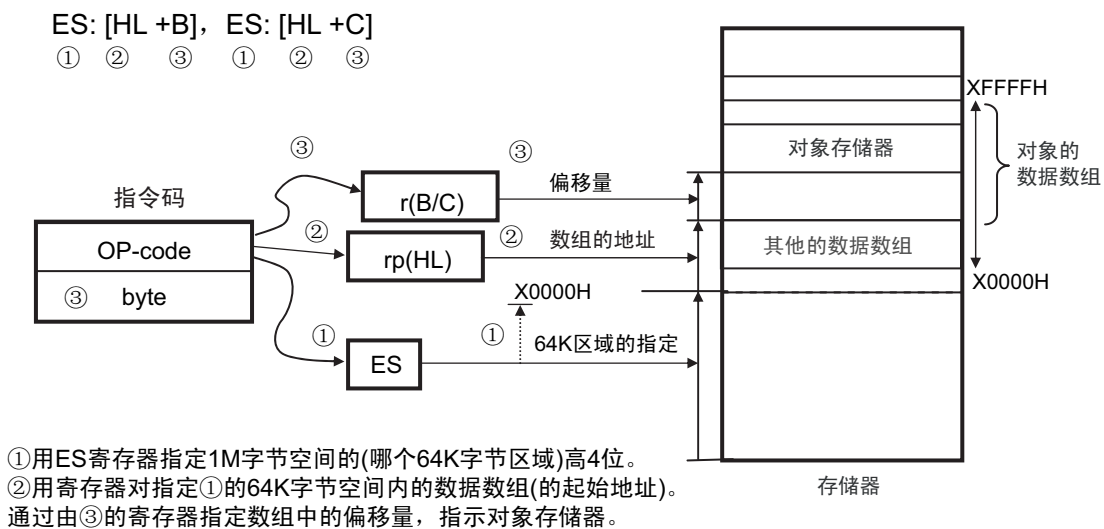 ES: [HL +B]，ES: [HL +C]
① ② ③ ① ② ③
XFFFFH
③
③
对象存储器
对象的
数据数组
偏移量
指令码
r(B/C)
②
②
数组的地址
其他的数据数组
OP-code
rp(HL)
③ byte
X0000H
X0000H
①
①
64K区域的指定
ES
①用ES寄存器指定1M字节空间的(哪个64K字节区域)高4位。
②用寄存器对指定①的64K字节空间内的数据数组(的起始地址)。
存储器
通过由③的寄存器指定数组中的偏移量，指示对象存储器。